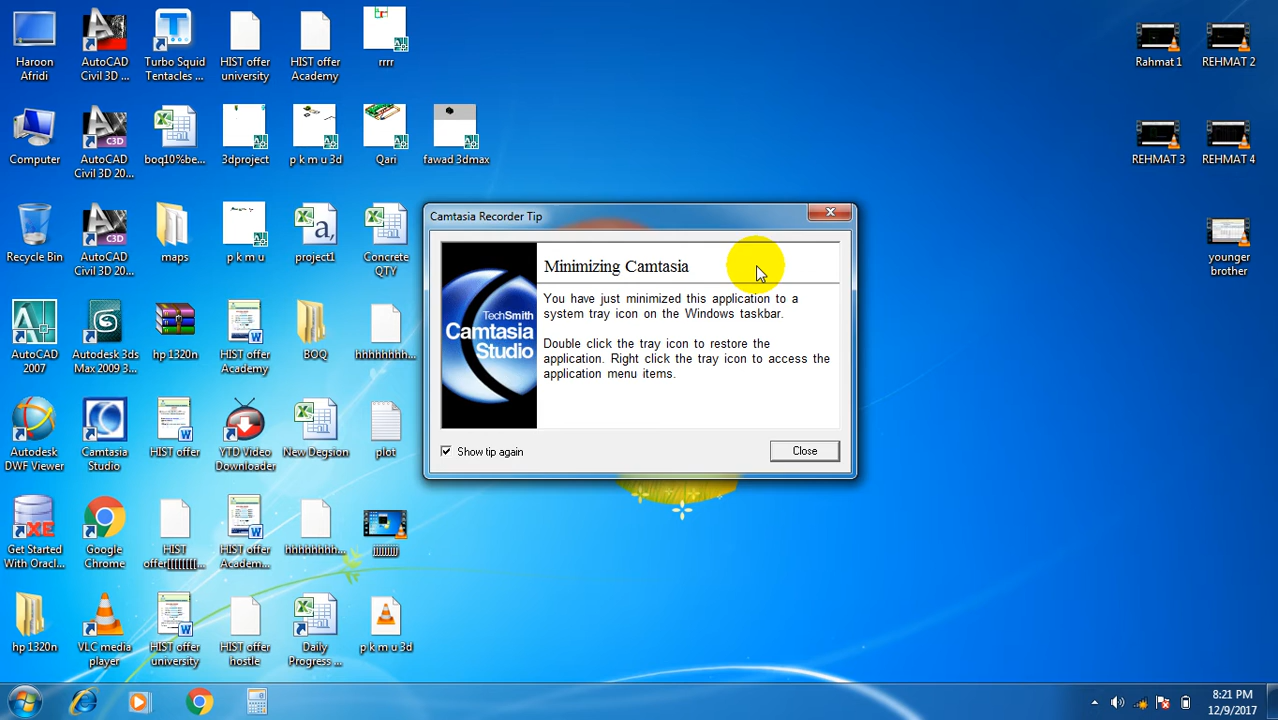 Haroon
Afridi
AutoCAD
Civil 3D ...
Turbo Squid
Tentacles ...
HIST offer
university
HIST offer
Academy
rrrr
Rahmat 1
REHMAT 2
Computer
AutoCAD
Civil 3D 20...
C3D
boq10%be...
3dproject
p k m u 3d
Qari
fawad 3dmax
REHMAT 3
REHMAT 4
Recycle Bin
AutoCAD
Civil 3D 20...
C3D
maps
p k m u
project1
Concrete
QTY
younger
brother
Camtasia Recorder Tip
TechSmith
Camtasia
Studio
Minimizing Camtasia
You have just minimized this application to a
system tray icon on the Windows taskbar.
Double click the tray icon to restore the
application. Right click the tray icon to access the
application menu items.
Show tip again
Close
AutoCAD
2007
Autodesk 3ds
Max 2009 3...
hp 1320n
HIST offer
Academy
BOQ
hhhhhhhh...
Autodesk
DWF Viewer
Camtasia
Studio
HIST offer
YTD Video
Downloader
New Degsion
plot
XE
Get Started
With Oracl...
Google
Chrome
HIST
HIST offer
Academ...
hhhhhhhh...
hp 1320n
VLC media
player
HIST offer
university
HIST offer
hostle
Daily
Progress ...
p k m u 3d
8:21 PM
12/9/2017